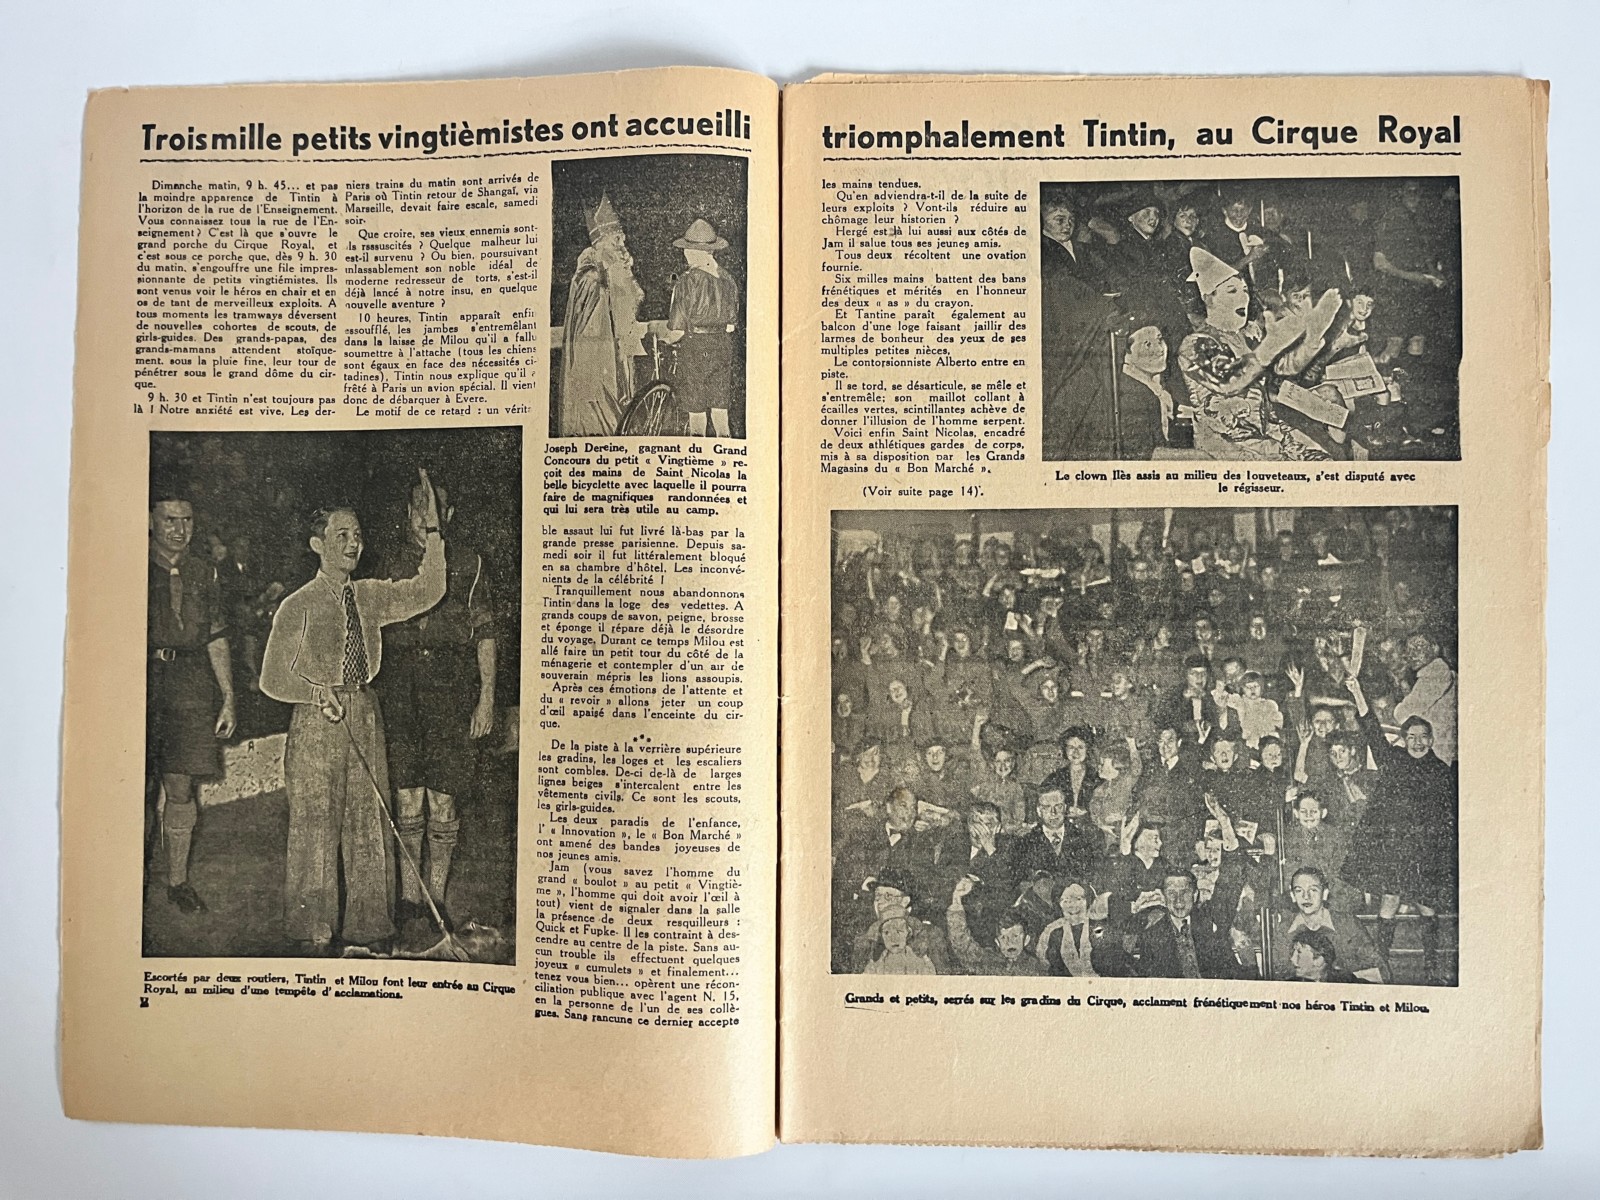 Trois mille petits vingtièmistes ont accueilli
Dimanche matin, 9 h. 45... et pas
la moindre apparence de Tintin à
l'horizon de la rue de l'Enseignement.
Vous connaissez tous la rue de l'En-
seignement? C'est là que s'ouvre le
grand porche du Cirque Royal, et
c'est sous ce porche que, dès 9 h. 30
du matin, s'engouffre une file impres-
sionnante de petits vingtiémistes. Ils
sont venus voir le héros en chair et en
os de tant de merveilleux exploits. A
tous moments les tramways déversent
de nouvelles cohortes de scouts, de
girls-guides. Des grands-papas, des
grands-mamans attendent stoïque-
ment, sous la pluie fine, leur tour de
pénétrer sous le grand dôme du cir-
que.
9 h. 30 et Tintin n'est toujours pas
là ! Notre anxiété est vive. Les der-
niers trains du matin sont arrivés de
Paris où Tintin retour de Shangaï, via
Marseille, devait faire escale, samedi
soir.
Que croire, ses vieux ennemis sont-
ils rassuscités ? Quelque malheur lui
est-il survenu ? Ou bien, poursuivant
inlassablement son noble idéal de
moderne redresseur de torts, s'est-il
déjà lancé à notre insu, en quelque
nouvelle aventure ?
10 heures, Tintin apparaît enfin
essoufflé, les jambes s'entremêlant
dans la laisse de Milou qu'il a fallu
soumettre à l'attache (tous les chiens
sont égaux en face des nécessités ci-
tadines), Tintin nous explique qu'il a
frêté à Paris un avion spécial. Il vient
donc de débarquer à Evere.
Le motif de ce retard : un vérita-
Joseph Dereine, gagnant du Grand
Concours du petit « Vingtième » re-
çoit des mains de Saint Nicolas la
belle bicyclette avec laquelle il pourra
faire de magnifiques randonnées et
qui lui sera très utile au camp.
ble assaut lui fut livré là-bas par la
grande presse parisienne. Depuis sa-
medi soir il fut littéralement bloqué
en sa chambre d'hôtel. Les inconvé-
nients de la célébrité !
Tranquillement nous abandonnons
Tintin dans la loge des vedettes. A
grands coups de savon, peigne, brosse
et éponge il répare déjà le désordre
du voyage. Durant ce temps Milou est
allé faire un petit tour du côté de la
ménagerie et contempler d'un air de
souverain mépris les lions assoupis.
Après ces émotions de l'attente et
du « revoir » allons jeter un coup
d'œil apaisé dans l'enceinte du cir-
que.
***
De la piste à la verrière supérieure
les gradins, les loges et les escaliers
sont combles. De-ci de-là de larges
lignes beiges s'intercalent entre les
vêtements civils. Ce sont les scouts,
les girls-guides.
Les deux paradis de l'enfance,
l' « Innovation », le « Bon Marché »
ont amené des bandes joyeuses de
nos jeunes amis.
Jam (vous savez l'homme du
grand « boulot » au petit « Vingtiè-
me », l'homme qui doit avoir l'œil à
tout) vient de signaler dans la salle
la présence de deux resquilleurs :
Quick et Fupke. Il les contraint à des-
cendre au centre de la piste. Sans au-
cun trouble ils effectuent quelques
joyeux « cumulets » et finalement...
tenez vous bien... opèrent une récon-
ciliation publique avec l'agent N. 15,
en la personne de l'un de ses collè-
gues. Sans rancune ce dernier accepte
Escortés par deux routiers, Tintin et Milou font leur entrée au Cirque
Royal, au milieu d'une tempête d'acclamations.
triomphalement Tintin, au Cirque Royal
les mains tendues.
Qu'en adviendra-t-il de la suite de
leurs exploits ? Vont-ils réduire au
chômage leur historien ?
Hergé est là lui aussi aux côtés de
Jam il salue tous ses jeunes amis.
Tous deux récoltent une ovation
fournie.
Six milles mains battent des bans
frénétiques et mérités en l'honneur
des deux « as » du crayon.
Et Tantine paraît également au
balcon d'une loge faisant jaillir des
larmes de bonheur des yeux de ses
multiples petites nièces.
Le contorsionniste Alberto entre en
piste.
Il se tord, se désarticule, se mêle et
s'entremêle; son maillot collant à
écailles vertes, scintillantes achève de
donner l'illusion de l'homme serpent.
Voici enfin Saint Nicolas, encadré
de deux athlétiques gardes de corps,
mis à sa disposition par les Grands
Magasins du « Bon Marché ».
(Voir suite page 14).
Le clown Ilès assis au milieu des louveteaux, s'est disputé avec
le régisseur.
Grands et petits, serrés sur les gradins du Cirque, acclament frénétiquement nos héros Tintin et Milou.